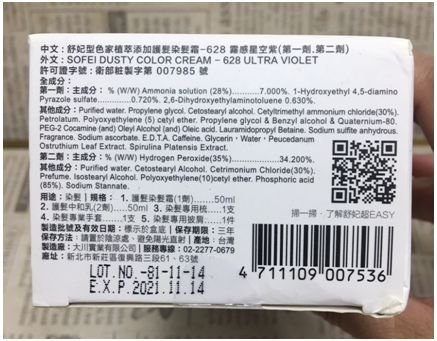 中文：舒妃型色家植萃添加護髮染髮霜-628 霧感星空紫(第一劑.第二劑)
外文：SOFEI DUSTY COLOR CREAM - 628 ULTRA VIOLET
許可證字號：衛部粧製字第 007985 號
全成分：
第一劑：主成分：% (W/W) Ammonia solution (28%)..........7.000%. 1-Hydroxyethyl 4,5-diamino
Pyrazole sulfate............0.720%. 2,6-Dihydroxyethylaminotoluene 0.630%.
其他成分：Purified water. Propylene glycol. Cetostearyl alcohol. Cetyltrimethyl ammonium chloride(30%).
Petrolatum. Polyoxyethylene (5) cetyl ether. Propylene glycol & Benzyl alcohol & Quaternium-80.
PEG-2 Cocamine (and) Oleyl Alcohol (and) Oleic acid. Lauramidopropyl Betaine. Sodium sulfite anhydrous.
Fragrance. Sodium ascorbate. E.D.T.A. Caffeine. Glycerin、Water、Peucedanum
Ostruthium Leaf Extract. Spirulina Platensis Extract.
第二劑：主成分：% (W/W) Hydrogen Peroxide(35%)....................34.200%.
其他成分：Purified water. Cetostearyl Alcohol. Cetrimonium Chloride(30%).
Prefume. Isostearyl Alcohol. Polyoxyethylene(10)cetyl ether. Phosphoric acid
(85%). Sodium Stannate.
用途：染髮｜規格： 1. 護髮染髮霜(1劑)..........50ml
2. 護髮中和乳(2劑)......50ml 3. 染髮專用梳......1支
4. 染髮專業手套..........1支 5. 染髮專用披肩......1件
製造批號及有效日期：標示於盒底｜保存期限：三年
保存方法：請置於陰涼處、避免陽光直射｜產地：台灣
製造商：大川實業有限公司｜服務專線：02-2277-0679
廠址：新北市新莊區復興路三段61、63號
掃一掃，了解舒妃超EASY
LOT.NO.-81-11-14
E.X.P.2021.11.14
4 711109 007536